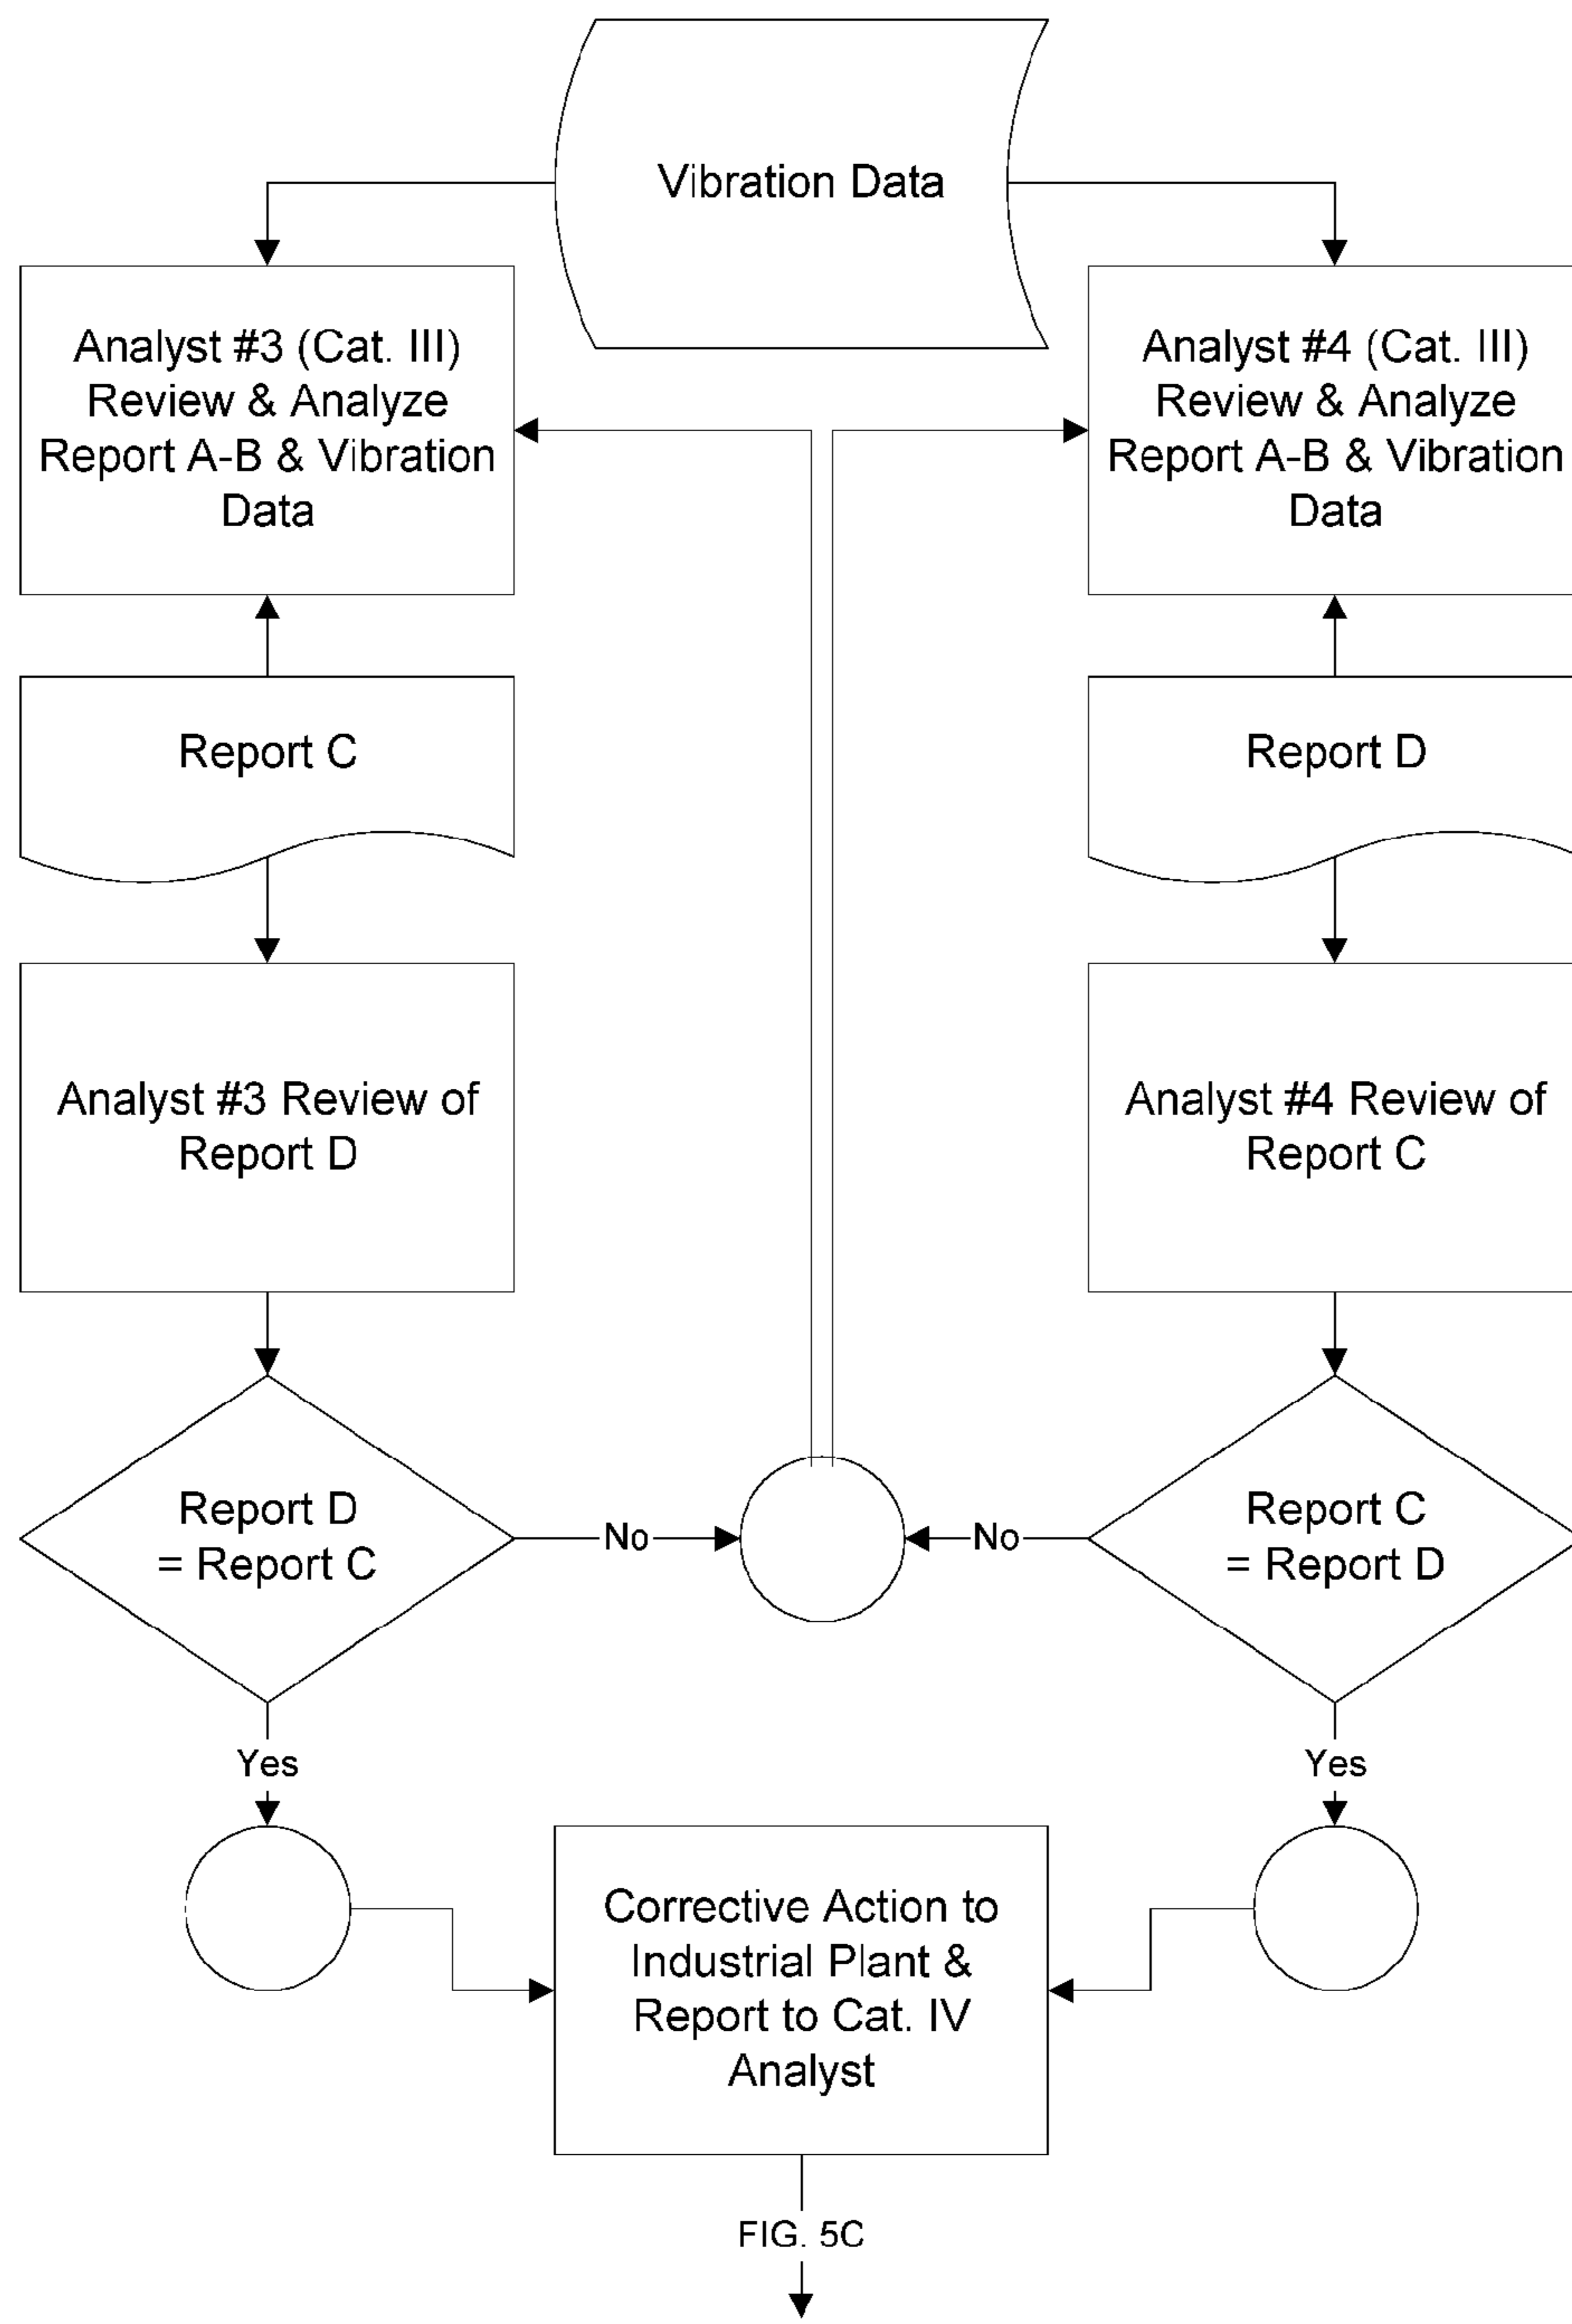 Vibration Data
Analyst #3 (Cat. III)
Review & Analyze
Report A-B & Vibration
Data
Analyst #4 (Cat. III)
Review & Analyze
Report A-B & Vibration
Data
Report C
Report D
Analyst #3 Review of
Report D
Analyst #4 Review of
Report C
Report D
= Report C
No
No
Report C
= Report D
Yes
Yes
Corrective Action to
Industrial Plant &
Report to Cat. IV
Analyst
FIG. 5C